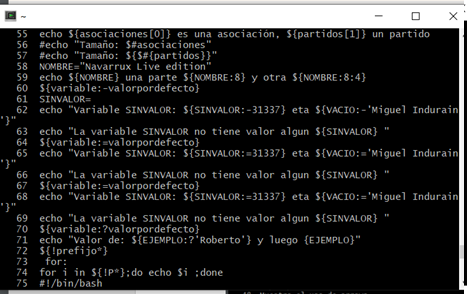 ~
55 echo ${asociaciones[0]} es una asociación, ${partidos[1]} un partido
56 #echo "Tamaño: $#asociaciones"
57 #echo "Tamaño: ${$#{partidos}}"
58 NOMBRE="Navarrux Live edition"
59 echo ${NOMBRE} una parte ${NOMBRE:8} y otra ${NOMBRE:8:4}
60 ${variable:-valorpordefecto}
61 SINVALOR=
62 echo "Variable SINVALOR: ${SINVALOR:-31337} eta ${VACIO:-'Miguel Indurain
'}"
63 echo "La variable SINVALOR no tiene valor algun ${SINVALOR} "
64 ${variable:=valorpordefecto}
65 echo "Variable SINVALOR: ${SINVALOR:=31337} eta ${VACIO:='Miguel Indurain
'}"
66 echo "La variable SINVALOR no tiene valor algun ${SINVALOR} "
67 ${variable:=valorpordefecto}
68 echo "Variable SINVALOR: ${SINVALOR:=31337} eta ${VACIO:='Miguel Indurain
'}"
69 echo "La variable SINVALOR no tiene valor algun ${SINVALOR} "
70 ${variable:?valorpordefecto}
71 echo "Valor de: ${EJEMPLO:?'Roberto'} y luego {EJEMPLO}"
72 ${!prefijo*}
73 for:
74 for i in ${!P*};do echo $i ;done
75 #!/bin/bash